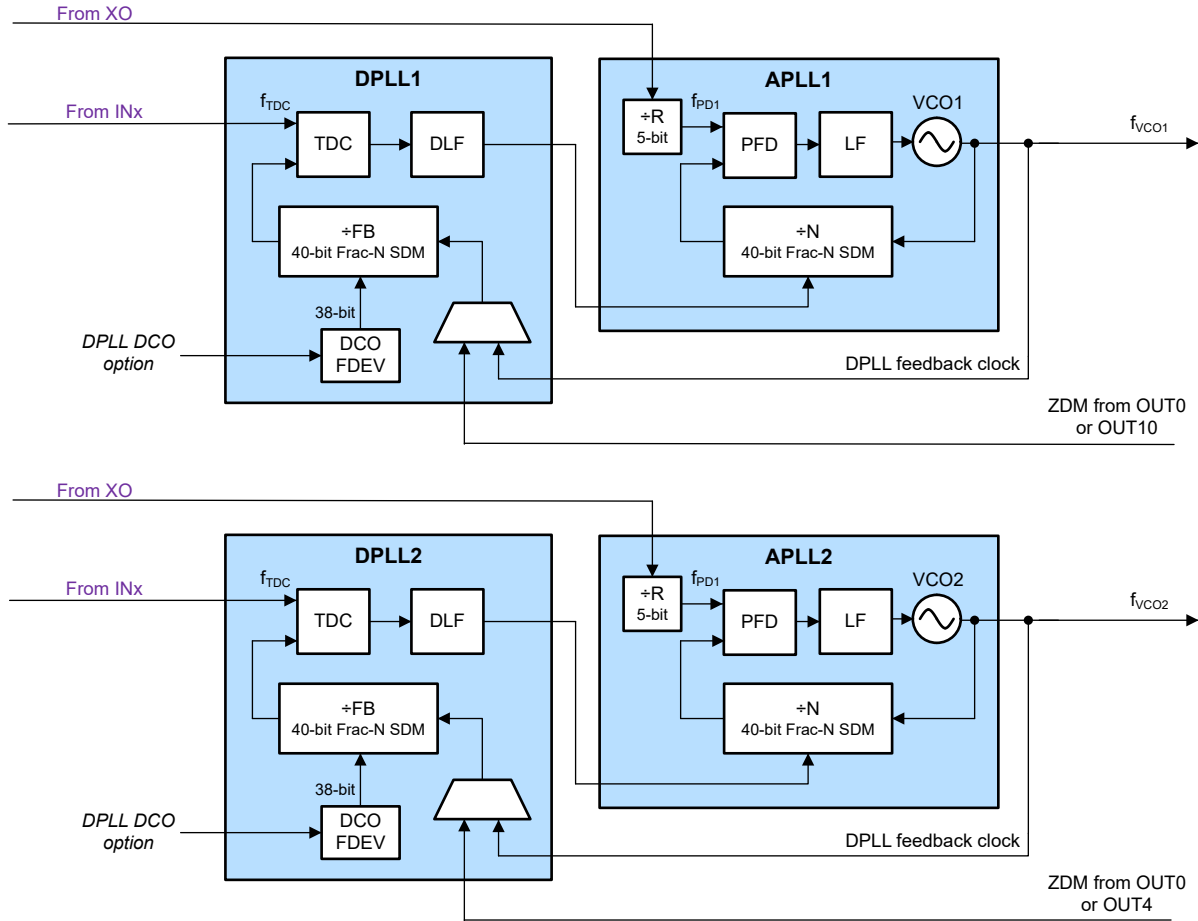 From XO
DPLL1
APLL1
From INx
fTDC
TDC
DLF
÷R
5-bit
fPD1
PFD
LF
VCO1
fVCO1
÷FB
40-bit Frac-N SDM
÷N
40-bit Frac-N SDM
38-bit
DPLL DCO
option
DCO
FDEV
DPLL feedback clock
ZDM from OUT0
or OUT10
From XO
DPLL2
APLL2
From INx
fTDC
TDC
DLF
÷R
5-bit
fPD1
PFD
LF
VCO2
fVCO2
÷FB
40-bit Frac-N SDM
÷N
40-bit Frac-N SDM
38-bit
DPLL DCO
option
DCO
FDEV
DPLL feedback clock
ZDM from OUT0
or OUT4